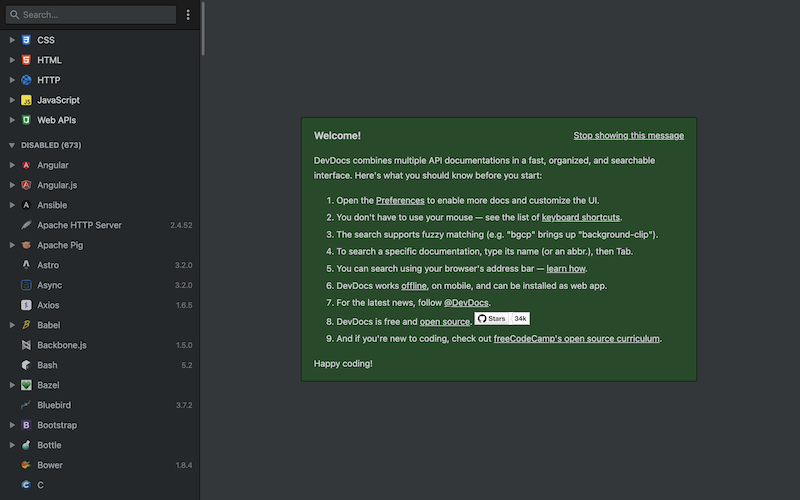 Search...
CSS
HTML
HTTP
JavaScript
Web APIs
DISABLED (673)
Angular
Angular.js
Ansible
Apache HTTP Server 2.4.52
Apache Pig
Astro 3.2.0
Async 3.2.0
Axios 1.6.5
Babel
Backbone.js 1.5.0
Bash 5.2
Bazel
Bluebird 3.7.2
Bootstrap
Bottle
Bower 1.8.4
C
Welcome! Stop showing this message
DevDocs combines multiple API documentations in a fast, organized, and searchable
interface. Here's what you should know before you start:
1. Open the Preferences to enable more docs and customize the UI.
2. You don't have to use your mouse — see the list of keyboard shortcuts.
3. The search supports fuzzy matching (e.g. "bgcp" brings up "background-clip").
4. To search a specific documentation, type its name (or an abbr.), then Tab.
5. You can search using your browser's address bar — learn how.
6. DevDocs works offline, on mobile, and can be installed as web app.
7. For the latest news, follow @DevDocs.
8. DevDocs is free and open source. Stars 34k
9. And if you're new to coding, check out freeCodeCamp's open source curriculum.
Happy coding!